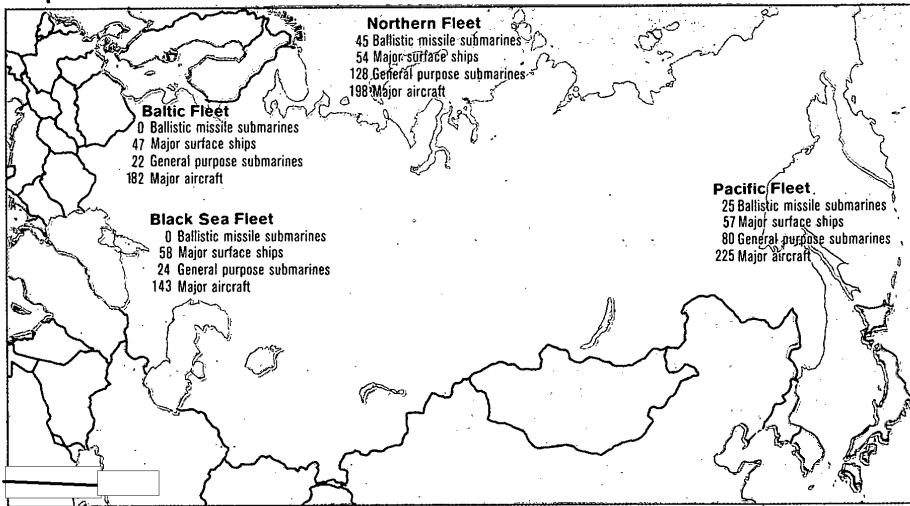 Northern Fleet
45 Ballistic missile submarines
54 Major surface ships
128 General purpose submarines
198 Major aircraft
Baltic Fleet
0 Ballistic missile submarines
47 Major surface ships
22 General purpose submarines
182 Major aircraft
Black Sea Fleet
0 Ballistic missile submarines
58 Major surface ships
24 General purpose submarines
143 Major aircraft
Pacific Fleet
25 Ballistic missile submarines
57 Major surface ships
80 General purpose submarines
225 Major aircraft